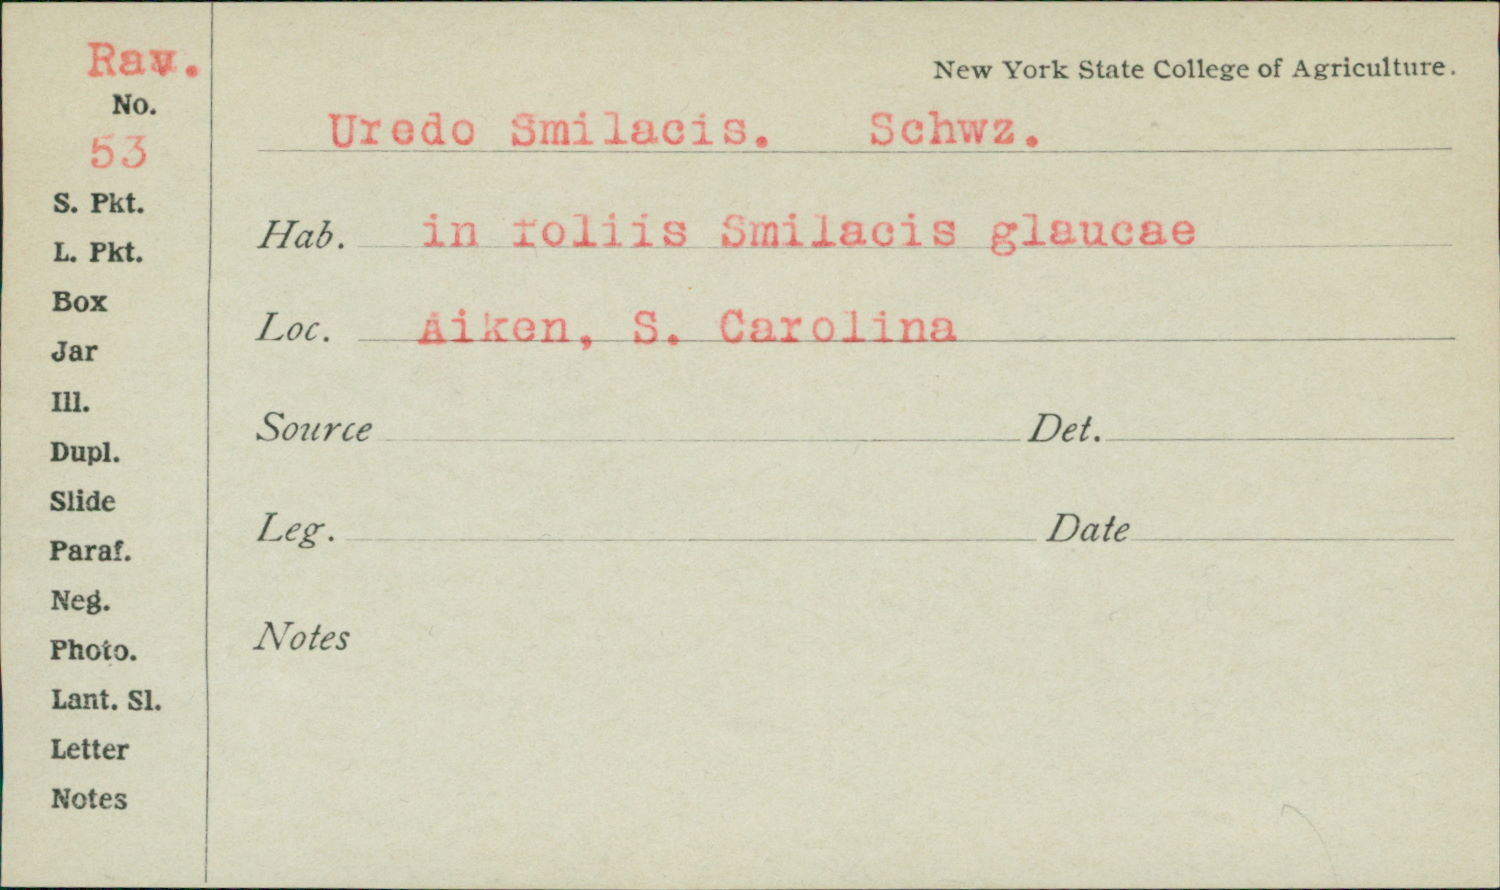 Rav.
No.
53
S. Pkt.
L. Pkt.
Box
Jar
Ill.
Dupl.
Slide
Paraf.
Neg.
Photo.
Lant. Sl.
Letter
Notes
New York State College of Agriculture.
Uredo Smilacis. Schwz.
Hab. in foliis Smilacis glaucae
Loc. Aiken, S. Carolina
Source Det.
Leg. Date
Notes